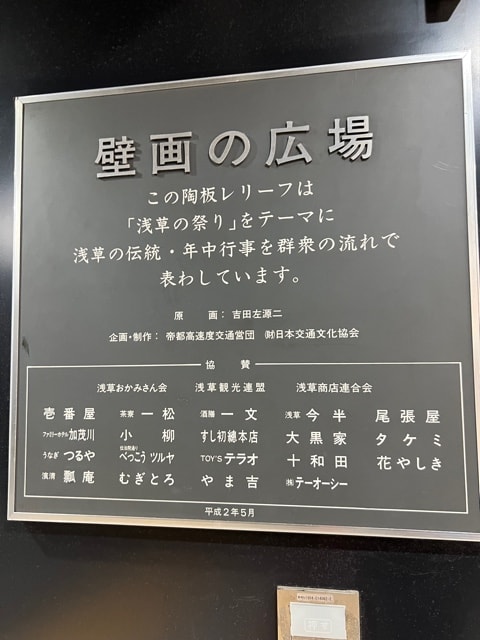 壁画の広場
この陶板レリーフは
「浅草の祭り」をテーマに
浅草の伝統・年中行事を群衆の流れで
表わしています。
原 画：吉田左源二
企画・制作：帝都高速度交通営団 ㈶日本交通文化協会
協 賛
浅草おかみさん会 浅草観光連盟 浅草商店連合会
壱番屋 茶寮 一松 酒膳 一文 浅草 今半 尾張屋
ファミリーホテル 加茂川 小柳 すし初総本店 大黒家 タケミ
うなぎ つるや べっこう ツルヤ TOY'S テラオ 十和田 花やしき
濱清 瓢庵 むぎとろ やま吉 ㈱テーオーシー
平成2年5月